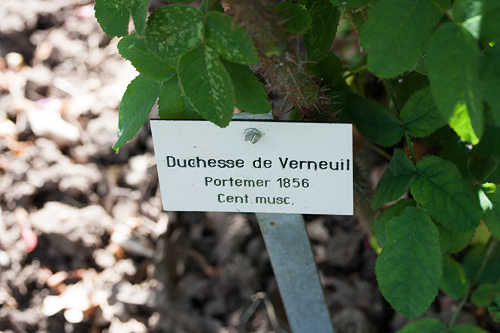 Duchesse de Verneuil
Portemer 1856
Cent.musc.